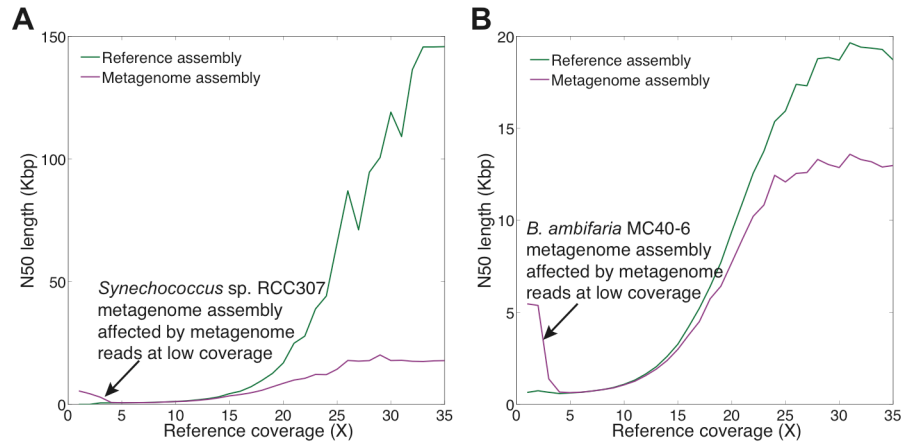 A
150
100
50
0
N50 length (Kbp)
Reference assembly
Metagenome assembly
Synechococcus sp. RCC307
metagenome assembly
affected by metagenome
reads at low coverage
0 5 10 15 20 25 30 35
Reference coverage (X)
B
20
15
10
5
0
N50 length (Kbp)
Reference assembly
Metagenome assembly
B. ambifaria MC40-6
metagenome assembly
affected by metagenome
reads at low coverage
0 5 10 15 20 25 30 35
Reference coverage (X)